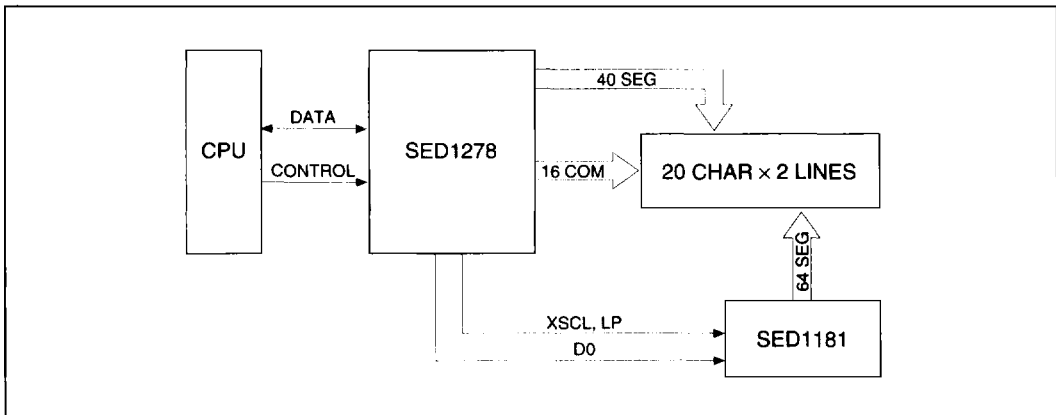 40 SEG
DATA
CPU
SED1278
CONTROL
16 COM
20 CHAR × 2 LINES
64 SEG
XSCL, LP
SED1181
D0